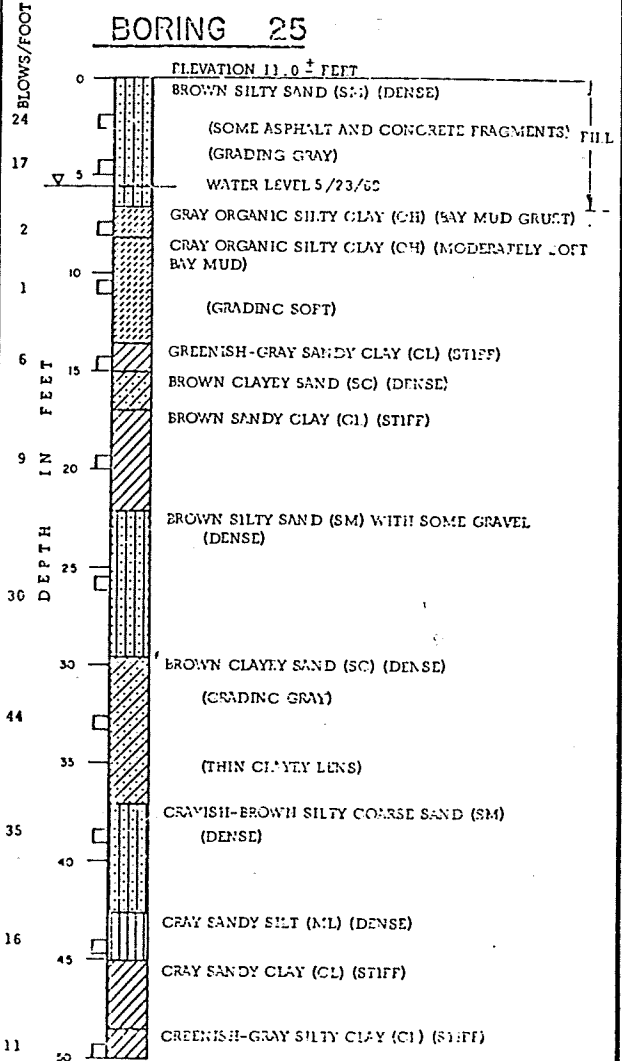 BORING 25
BLOWS/FOOT
ELEVATION 11.0 ± FEET
0
BROWN SILTY SAND (SM) (DENSE)
24
(SOME ASPHALT AND CONCRETE FRAGMENTS) FILL
(GRADING GRAY)
17
5
WATER LEVEL 5/23/
GRAY ORGANIC SILTY CLAY (OH) (BAY MUD CRUST)
2
GRAY ORGANIC SILTY CLAY (OH) (MODERATELY SOFT
BAY MUD)
10
1
(GRADING SOFT)
6
GREENISH-GRAY SANDY CLAY (CL) (STIFF)
15
BROWN CLAYEY SAND (SC) (DENSE)
BROWN SANDY CLAY (CL) (STIFF)
9
20
DEPTH IN FEET
BROWN SILTY SAND (SM) WITH SOME GRAVEL
(DENSE)
25
30
30
BROWN CLAYEY SAND (SC) (DENSE)
(GRADING GRAY)
44
35
(THIN CLAYEY LENS)
GRAYISH-BROWN SILTY COARSE SAND (SM)
35
(DENSE)
40
GRAY SANDY SILT (ML) (DENSE)
16
45
GRAY SANDY CLAY (CL) (STIFF)
GREENISH-GRAY SILTY CLAY (CL) (STIFF)
11
50